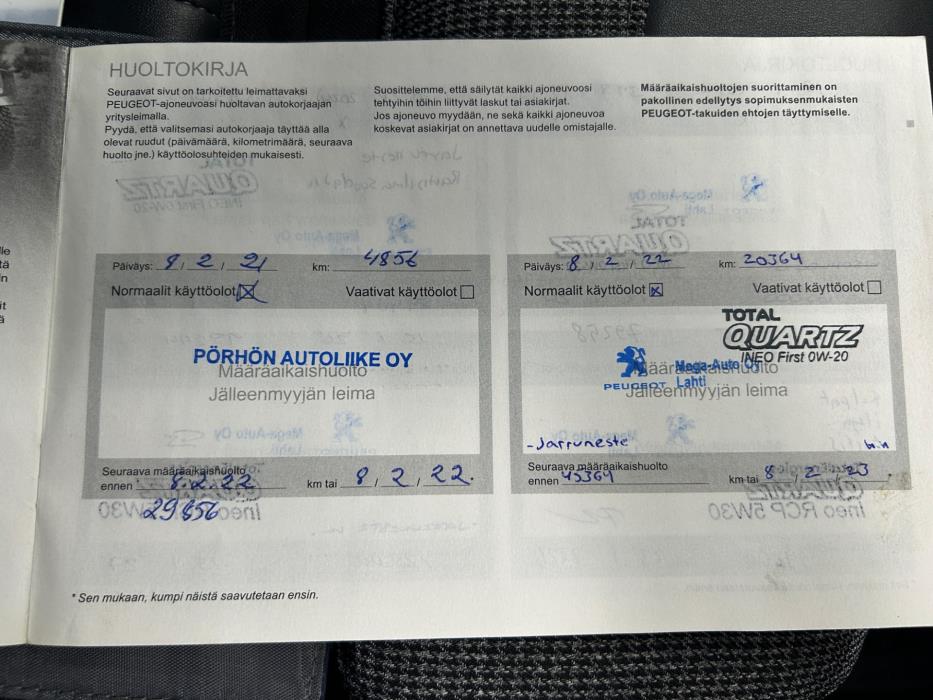 HUOLTOKIRJA
Seuraavat sivut on tarkoitettu leimattavaksi
PEUGEOT-ajoneuvoasi huoltavan autokorjaajan
yritysleimalla.
Pyydä, että valitsemasi autokorjaaja täyttää alla
olevat ruudut (päivämäärä, kilometrimäärä, seuraava
huolto jne.) käyttöolosuhteiden mukaisesti.
Suosittelemme, että säilytät kaikki ajoneuvoosi
tehtyihin töihin liittyvät laskut tai asiakirjat.
Jos ajoneuvo myydään, ne sekä kaikki ajoneuvoa
koskevat asiakirjat on annettava uudelle omistajalle.
Määräaikaishuoltojen suorittaminen on
pakollinen edellytys sopimuksenmukaisten
PEUGEOT-takuiden ehtojen täyttymiselle.
Päiväys: 8 / 2 / 21 km: 4856
Normaalit käyttöolot Vaativat käyttöolot
PÖRHÖN AUTOLIIKE OY
Määräaikaishuolto
Jälleenmyyjän leima
Seuraava määräaikaishuolto
ennen 8.2.22 km tai 8 / 2 / 22.
29856
Päiväys: 8 / 2 / 22 km: 20364
Normaalit käyttöolot Vaativat käyttöolot
TOTAL
QUARTZ
INEO First 0W-20
Mega-Auto Oy
Määräaikaishuolto
PEUGEOT Lahti
Jälleenmyyjän leima
-Jarruneste
Seuraava määräaikaishuolto
ennen 45364 km tai 8 / 2 / 23
* Sen mukaan, kumpi näistä saavutetaan ensin.